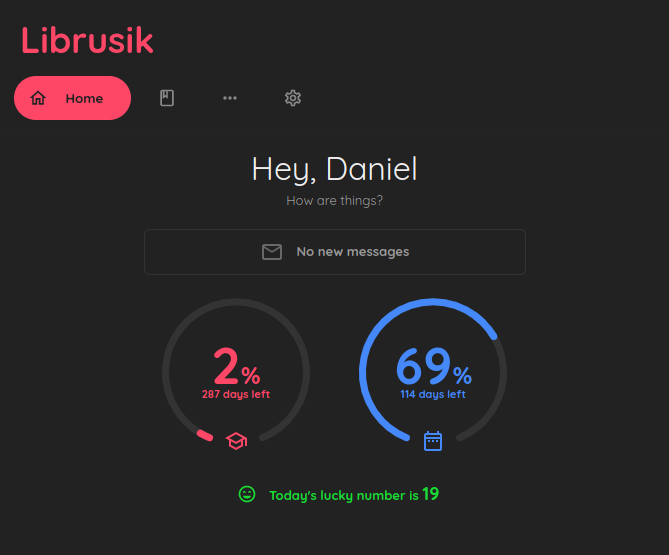 Librusik
Home
Hey, Daniel
How are things?
No new messages
2%
287 days left
69%
114 days left
Today's lucky number is 19